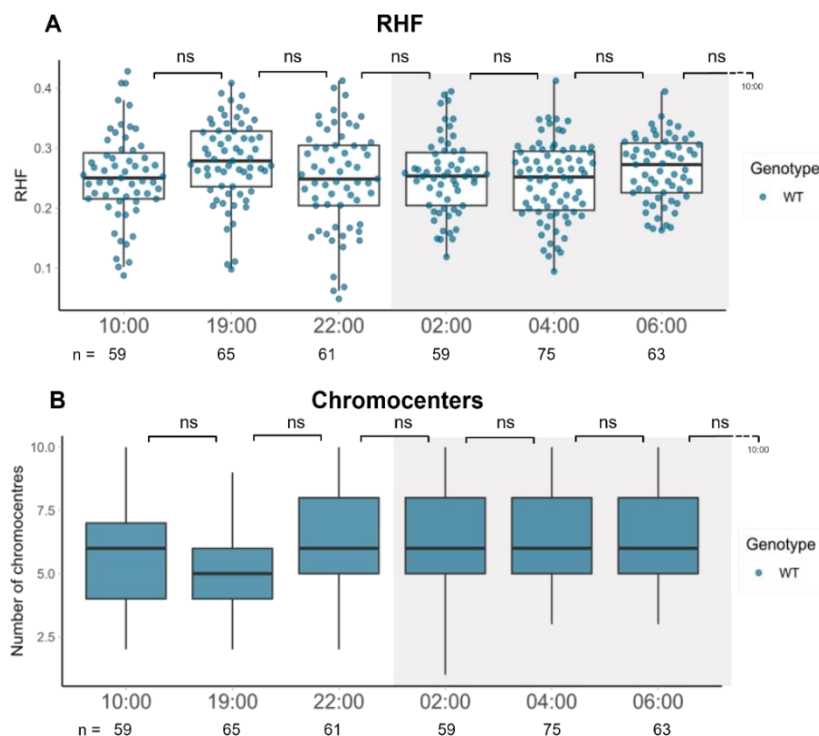 A RHF
ns ns ns ns ns ns
10:00
0.4
0.3
0.2
0.1
RHF
Genotype
WT
10:00 19:00 22:00 02:00 04:00 06:00
n = 59 65 61 59 75 63
B Chromocenters
ns ns ns ns ns ns
10:00
10.0
7.5
5.0
2.5
Number of chromocentres
Genotype
WT
10:00 19:00 22:00 02:00 04:00 06:00
n = 59 65 61 59 75 63